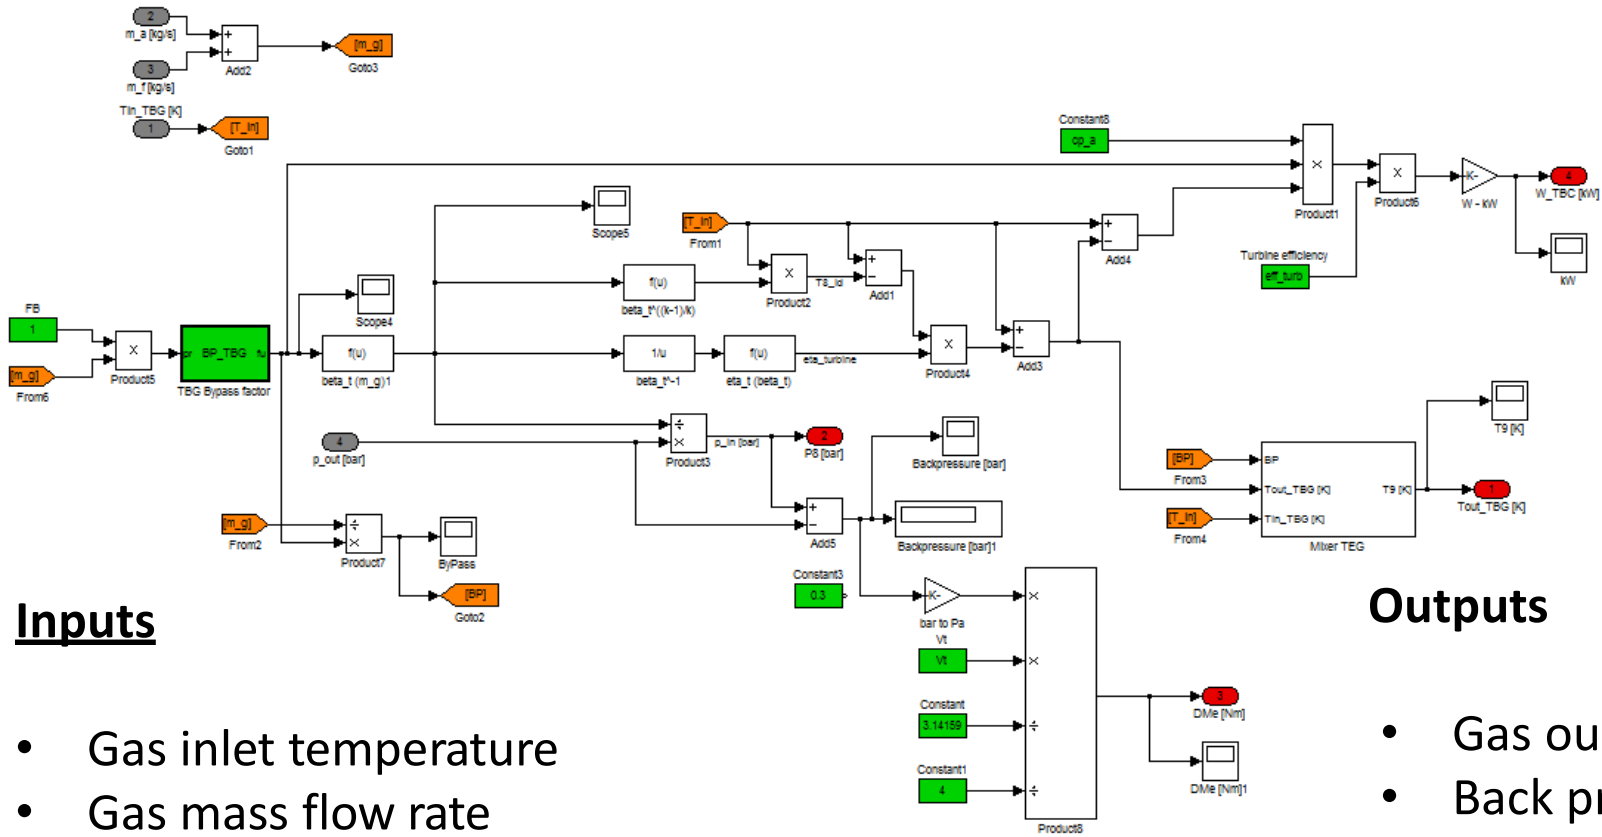 2
m_a [kg/s]
+
+
Add2
[m_g]
Goto3
3
m_f [kg/s]
Tin_TBG [K]
1
[T_in]
Goto1
Constant8
cp_a
×
Product1
×
Product6
-K-
W - kW
4
W_TBC [kW]
kW
Turbine efficiency
eff_turb
Scope5
[T_in]
From1
+
-
Add4
f(u)
beta_t^((k-1)/k)
×
Product2
T8_id
+
-
Add1
Scope4
FB
1
×
Product5
[m_g]
From6
pr BP_TBG fu
TBG Bypass factor
f(u)
beta_t (m_g)1
1/u
beta_t^-1
f(u)
eta_t (beta_t)
eta_turbine
×
Product4
+
-
Add3
4
p_out [bar]
÷
×
Product3
p_in [bar]
2
P8 [bar]
Backpressure [bar]
T9 [K]
[BP]
From3
BP
Tout_TBG [K]
Tin_TBG [K]
T9 [K]
Mixer TEG
[T_in]
From4
1
Tout_TBG [K]
[m_g]
From2
÷
×
Product7
ByPass
[BP]
Goto2
+
-
Add5
Backpressure [bar]1
Constant3
0.3
-K-
bar to Pa
Vt
Vt
Constant
3.14159
Constant1
4
×
×
÷
÷
Product8
3
DMe [Nm]
DMe [Nm]1
Inputs
• Gas inlet temperature
• Gas mass flow rate
Outputs
• Gas ou
• Back pr